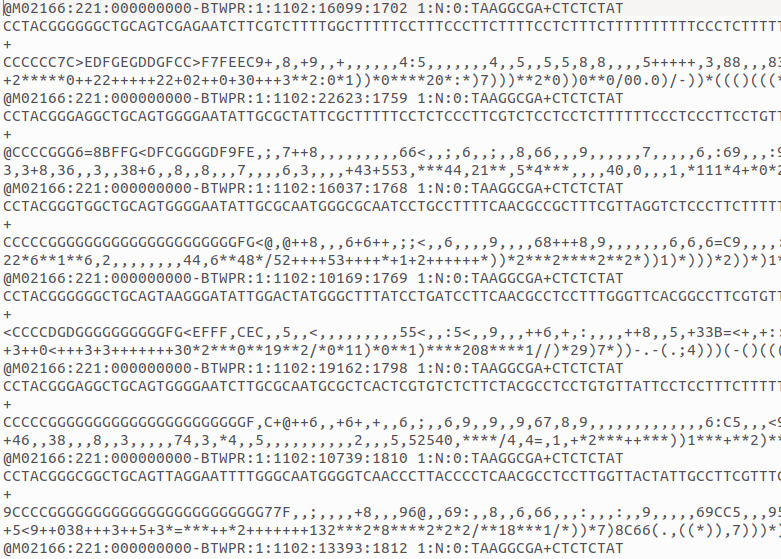 @M02166:221:000000000-BTWPR:1:1102:16099:1702 1:N:0:TAAGGCGA+CTCTCTAT
CCTACGGGGGGCTGCAGTCGAGAATCTTCGTCTTTTGGCTTTTTCCTTTCCCTTCTTCTTTCCTCTTTCTTTTTTTTTTTCCCTCGTTTT
+
CCCCCC7C>EDFGEGDDGFCC>F7FEEC9+,8,+9,,+,,,,,,4:5,,,,,,,4,,5,,5,5,8,8,,,,5+++++,3,88,,,83
+2*****0++22+++++22+02++0+30+++3**2:0*1))*0****20*:*)7)))**2*0))0**0/00.0)/-))*((()(((*
@M02166:221:000000000-BTWPR:1:1102:22623:1759 1:N:0:TAAGGCGA+CTCTCTAT
CCTACGGGAGGCTGCAGTGGGGAATATTGCGCTATTCGCTTTTTCCTCTCCCTTCGTCTCCTCCTCTTTTTTCCCTCCCTTCCTGTT
+
@CCCCGGG6=8BFFG<DFCGGGGDF9FE,;,7++8,,,,,,,,,,66<,,;,6,,;,,8,66,,,9,,,,,,7,,,,,6,:69,,,:
3,3+8,36,,3,,38+6,,8,,8,,,7,,,,6,3,,,,+43+553,***44,21**,5*4***,,,,40,,,1,*111*4+*0*2
@M02166:221:000000000-BTWPR:1:1102:16037:1768 1:N:0:TAAGGCGA+CTCTCTAT
CCTACGGGTGGCTGCAGTGGGGAATATTGCGCAATGGGCGCAATCCTGCCTTTTCAACGCCGCTTTCGTTAGGTCTCCCTTCTTTTT
+
CCCCCGGGGGGGGGGGGGGGGGGGGGGFG<@,@++8,,,6+6++,;;<,,6,,,,9,,,,68+++8,9,,,,,,,6,6,6=C9,,,,
22*6**1**6,2,,,,,,,,44,6**48*/52++++53++++*+1+2++++++*))*2***2****2**2*))1)*)))*2))*)1*
@M02166:221:000000000-BTWPR:1:1102:10169:1769 1:N:0:TAAGGCGA+CTCTCTAT
CCTACGGGGGGCTGCAGTAAGGGATATTGGACTATGGGCTTTATCCTGATCCTTCAACGCCTCCTTTGGGTTCACGGCCTTCGTGTT
+
<CCCCDGDGGGGGGGGGGFG<EFFF,CEC,,5,,<,,,,,,,,,55<,,:5<,,9,,,++6,+,:,,,,++8,,5,+33B=<+,+::
+3++0<+++3+3+++++++30*2***0**19**2/*0*11)*0**1)****208****1//)*29)7*))-.-(.;4)))(-()(((
@M02166:221:000000000-BTWPR:1:1102:19162:1798 1:N:0:TAAGGCGA+CTCTCTAT
CCTACGGGAGGCTGCAGTGGGGAATCTTGCGCAATGCGCTCACTCGTGTCTCTTCTACGCCTCCTGTGTTATTCCTCCTTTCTTTTT
+
CCCCCGGGGGGGGGGGGGGGGGGGGGGGF,C+@++6,,+6+,+,,6,;,,6,9,,9,,9,67,8,9,,,,,,,,,,,,,6:C5,,,<9
+46,,38,,,8,,3,,,,,74,3,*4,,5,,,,,,,,,,2,,,5,52540,****/4,4=,1,+*2***++***))1***+**2)**
@M02166:221:000000000-BTWPR:1:1102:10739:1810 1:N:0:TAAGGCGA+CTCTCTAT
CCTACGGGCGGCTGCAGTTAGGAATTTTGGGCAATGGGGTCAACCCTTACCCCTCAACGCCTCCTTGGTTACTATTGCCTTCGTTTC
+
9CCCCGGGGGGGGGGGGGGGGGGGGGGGGG77F,,;,,,,+8,,,96@,,69:,,8,,6,66,,,:,,,:,,9,,,,,69CC5,,,95
+5<9++038+++3++5+3*=***++*2+++++++132***2*8****2*2*2/**18***1/*))*7)8C66(.,((*)),7)))*)
@M02166:221:000000000-BTWPR:1:1102:13393:1812 1:N:0:TAAGGCGA+CTCTCTAT